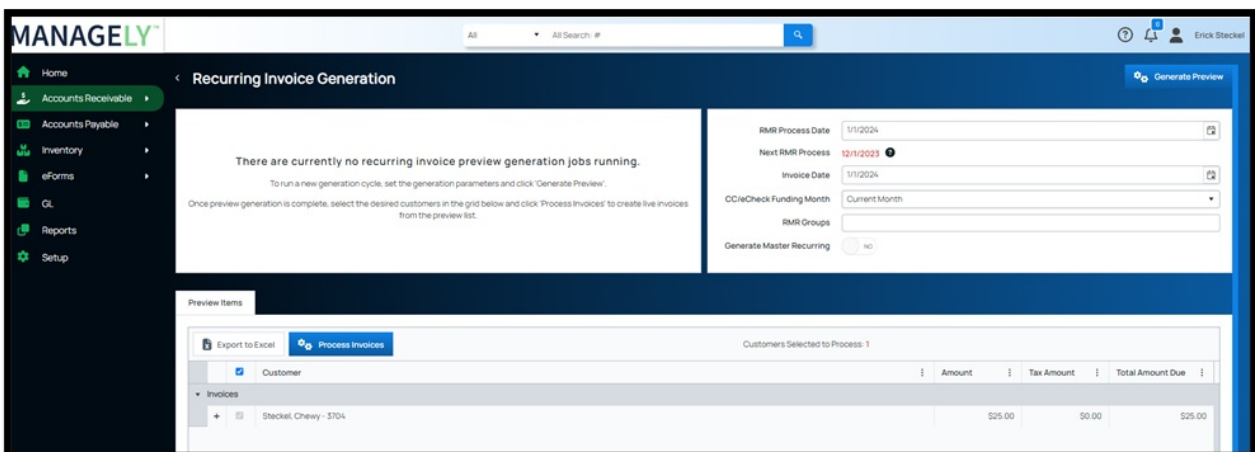 MANAGELY™
All
All Search: #
0
Erick Steckel
Home
Accounts Receivable
Accounts Payable
Inventory
eForms
GL
Reports
Setup
Recurring Invoice Generation
Generate Preview
There are currently no recurring invoice preview generation jobs running.
To run a new generation cycle, set the generation parameters and click 'Generate Preview'.
Once preview generation is complete, select the desired customers in the grid below and click 'Process Invoices' to create live invoices
from the preview list.
RMR Process Date 1/1/2024
Next RMR Process 12/1/2023
Invoice Date 1/1/2024
CC/eCheck Funding Month Current Month
RMR Groups
Generate Master Recurring NO
Preview Items
Export to Excel Process Invoices Customers Selected to Process: 1
Customer Amount Tax Amount Total Amount Due
Invoices
Steckel, Chewy - 3704 $25.00 $0.00 $25.00